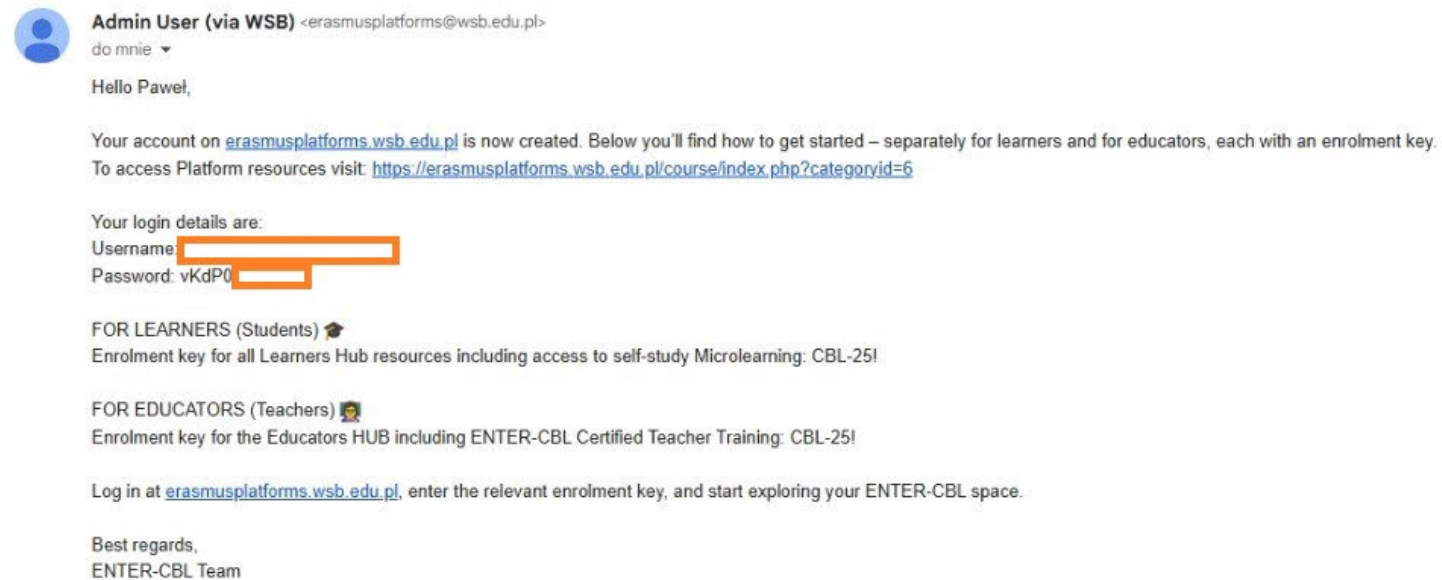 Admin User (via WSB) <erasmusplatforms@wsb.edu.pl>
do mnie
Hello Paweł,
Your account on erasmusplatforms.wsb.edu.pl is now created. Below you'll find how to get started – separately for learners and for educators, each with an enrolment key.
To access Platform resources visit: https://erasmusplatforms.wsb.edu.pl/course/index.php?categoryid=6
Your login details are:
Username:
Password: vKdP0
FOR LEARNERS (Students) 🎓
Enrolment key for all Learners Hub resources including access to self-study Microlearning: CBL-25!
FOR EDUCATORS (Teachers) 👩‍🏫
Enrolment key for the Educators HUB including ENTER-CBL Certified Teacher Training: CBL-25!
Log in at erasmusplatforms.wsb.edu.pl, enter the relevant enrolment key, and start exploring your ENTER-CBL space.
Best regards,
ENTER-CBL Team